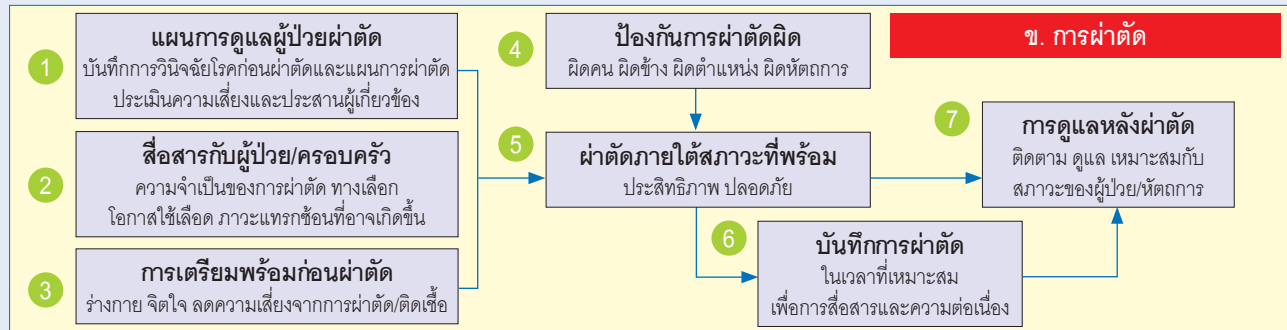 ข. การผ่าตัด
1
แผนการดูแลผู้ป่วยผ่าตัด
บันทึกการวินิจฉัยโรคก่อนผ่าตัดและแผนการผ่าตัด
ประเมินความเสี่ยงและประสานผู้เกี่ยวข้อง
2
สื่อสารกับผู้ป่วย/ครอบครัว
ความจำเป็นของการผ่าตัด ทางเลือก
โอกาสใช้เลือด ภาวะแทรกซ้อนที่อาจเกิดขึ้น
3
การเตรียมพร้อมก่อนผ่าตัด
ร่างกาย จิตใจ ลดความเสี่ยงจากการผ่าตัด/ติดเชื้อ
4
ป้องกันการผ่าตัดผิด
ผิดคน ผิดข้าง ผิดตำแหน่ง ผิดหัตถการ
5
ผ่าตัดภายใต้สภาวะที่พร้อม
ประสิทธิภาพ ปลอดภัย
6
บันทึกการผ่าตัด
ในเวลาที่เหมาะสม
เพื่อการสื่อสารและความต่อเนื่อง
7
การดูแลหลังผ่าตัด
ติดตาม ดูแล เหมาะสมกับ
สภาวะของผู้ป่วย/หัตถการ